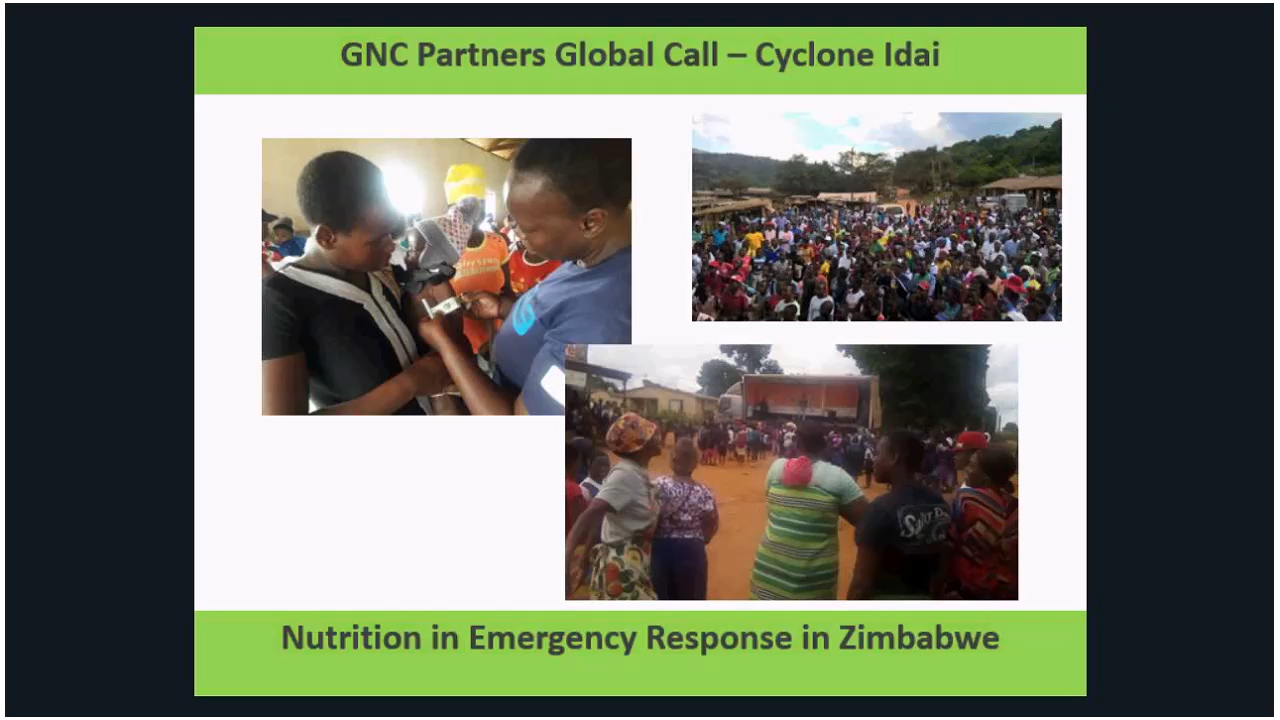 GNC Partners Global Call – Cyclone Idai
Nutrition in Emergency Response in Zimbabwe